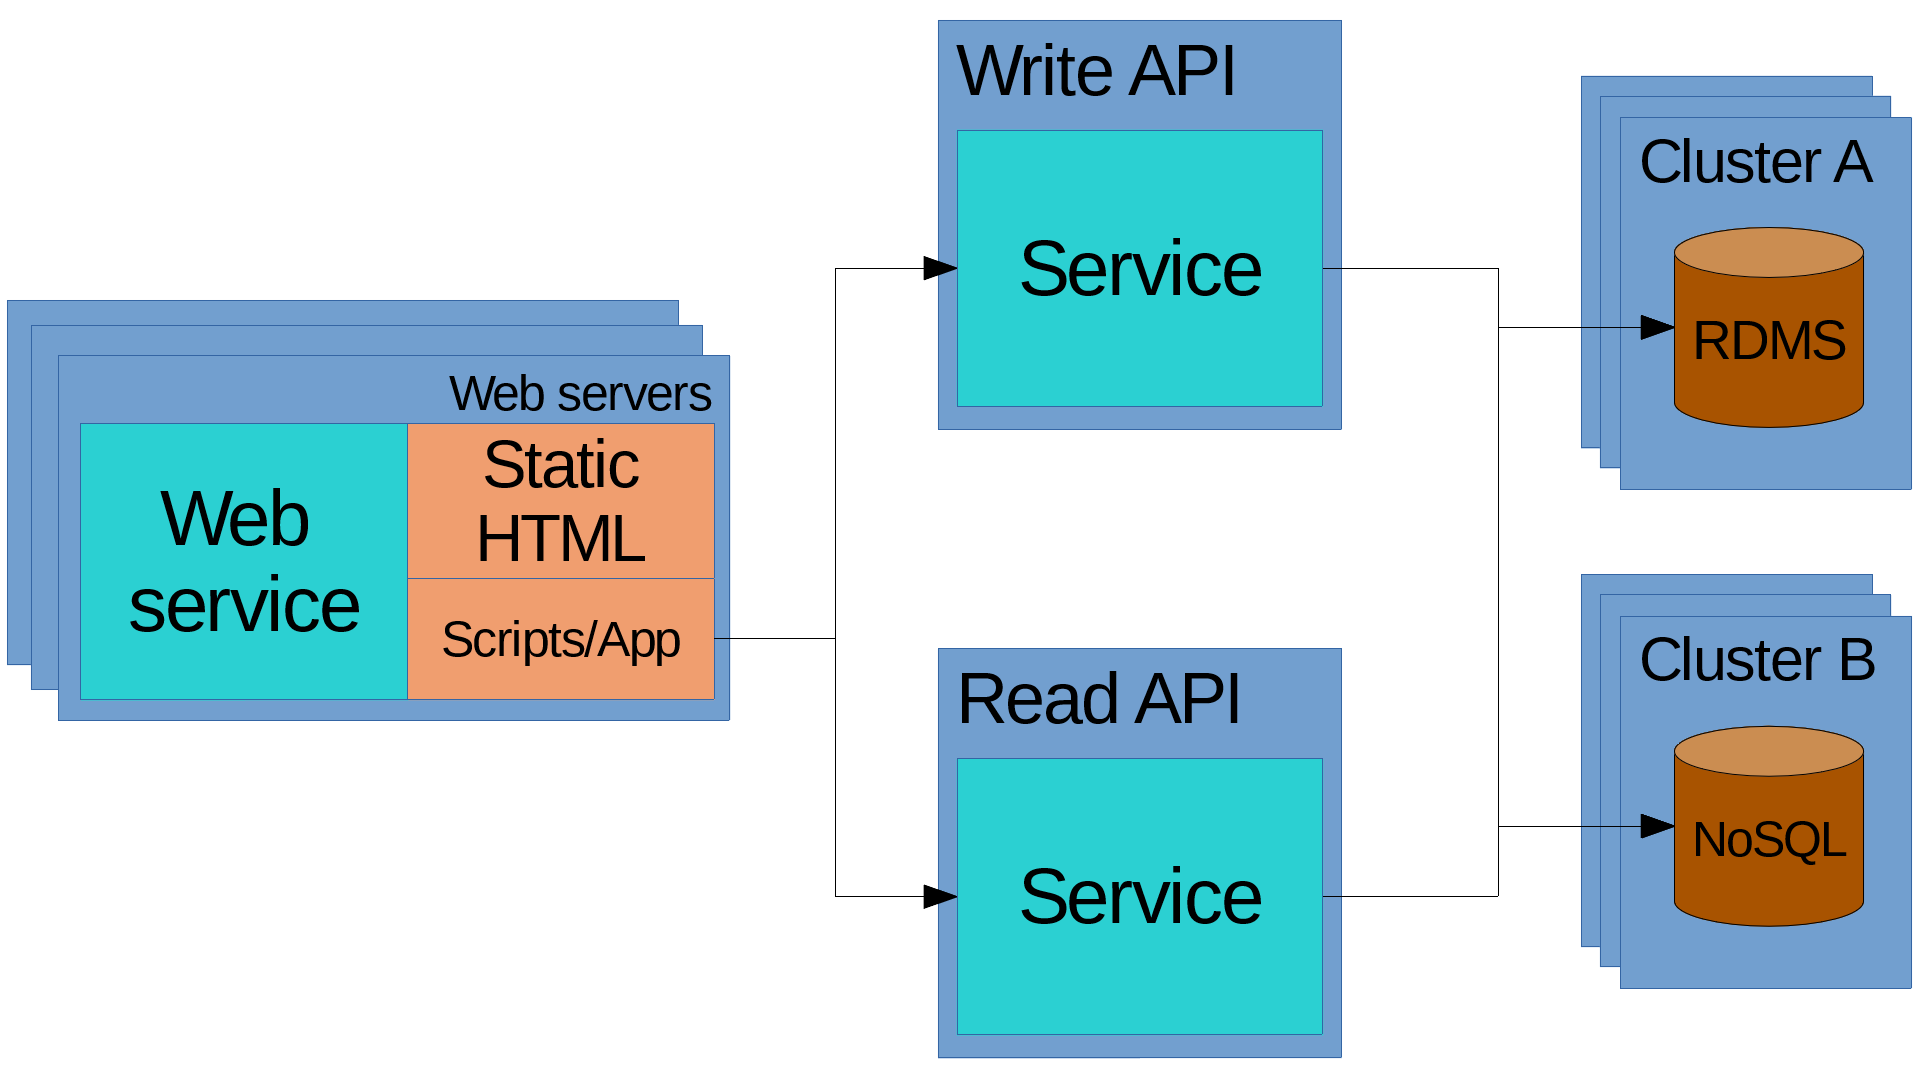 Web servers
Web
service
Static
HTML
Scripts/App
Write API
Service
Read API
Service
Cluster A
RDMS
Cluster B
NoSQL